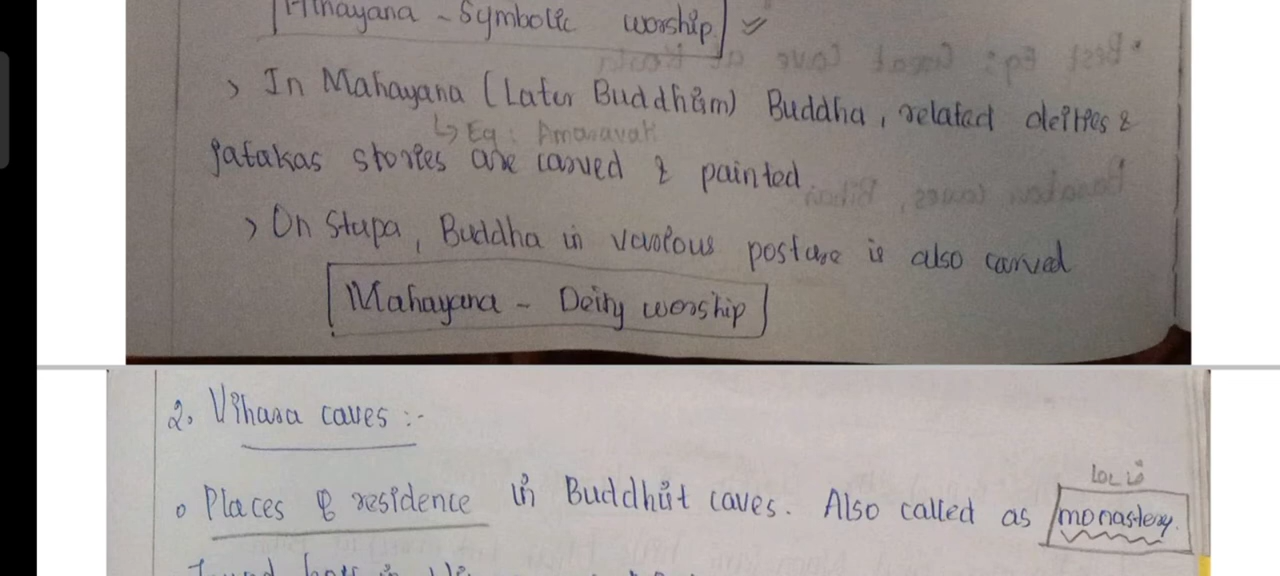 Hinayana - Symbolic worship
> In Mahayana (Later Buddhism) Buddha, related deities &
↳ Eg: Amaravati
jatakas stories are carved & painted.
> On Stupa, Buddha in various posture is also carved
Mahayana - Deity worship
2. Vihara caves :-
Places of residence in Buddhist caves. Also called as monastery.